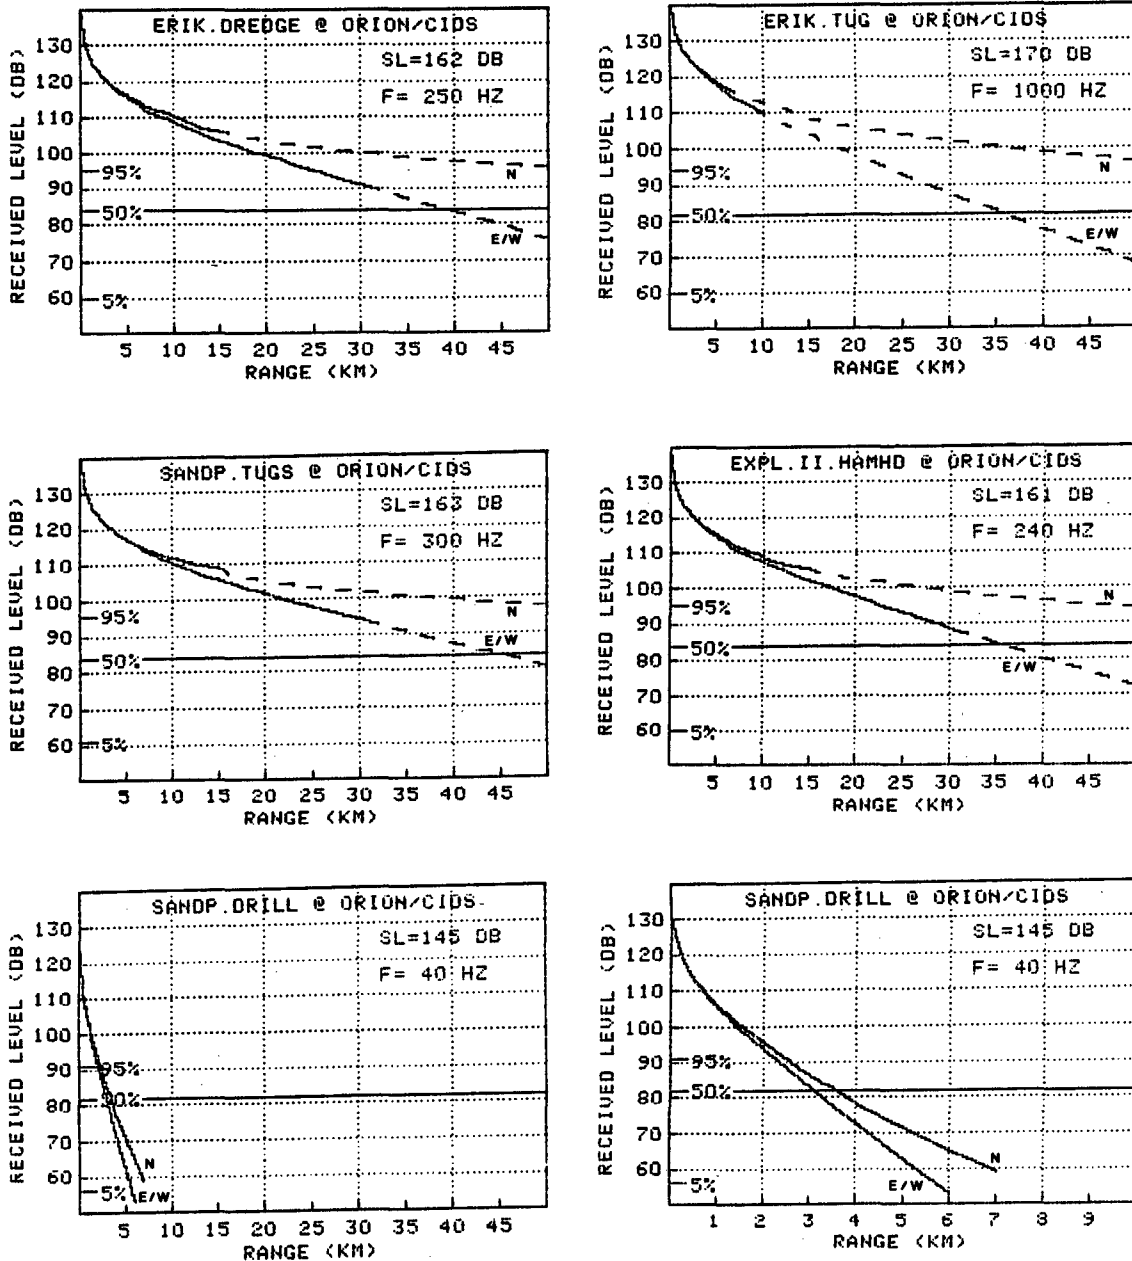 ERIK.DREDGE @ ORION/CIDS
SL=162 DB
F= 250 HZ
RECEIVED LEVEL (DB)
130
120
110
100
90
80
70
60
95%
50%
5%
N
E/W
5 10 15 20 25 30 35 40 45
RANGE (KM)
ERIK.TUG @ ORION/CIDS
SL=170 DB
F= 1000 HZ
RECEIVED LEVEL (DB)
130
120
110
100
90
80
70
60
95%
50%
5%
N
E/W
5 10 15 20 25 30 35 40 45
RANGE (KM)
SANDP.TUGS @ ORION/CIDS
SL=163 DB
F= 300 HZ
RECEIVED LEVEL (DB)
130
120
110
100
90
80
70
60
95%
50%
5%
N
E/W
5 10 15 20 25 30 35 40 45
RANGE (KM)
EXPL.II.HAMHD @ ORION/CIDS
SL=161 DB
F= 240 HZ
RECEIVED LEVEL (DB)
130
120
110
100
90
80
70
60
95%
50%
5%
N
E/W
5 10 15 20 25 30 35 40 45
RANGE (KM)
SANDP.DRILL @ ORION/CIDS
SL=145 DB
F= 40 HZ
RECEIVED LEVEL (DB)
130
120
110
100
90
80
70
60
95%
50%
5%
N
E/W
5 10 15 20 25 30 35 40 45
RANGE (KM)
SANDP.DRILL @ ORION/CIDS
SL=145 DB
F= 40 HZ
RECEIVED LEVEL (DB)
130
120
110
100
90
80
70
60
95%
50%
5%
N
E/W
1 2 3 4 5 6 7 8 9
RANGE (KM)